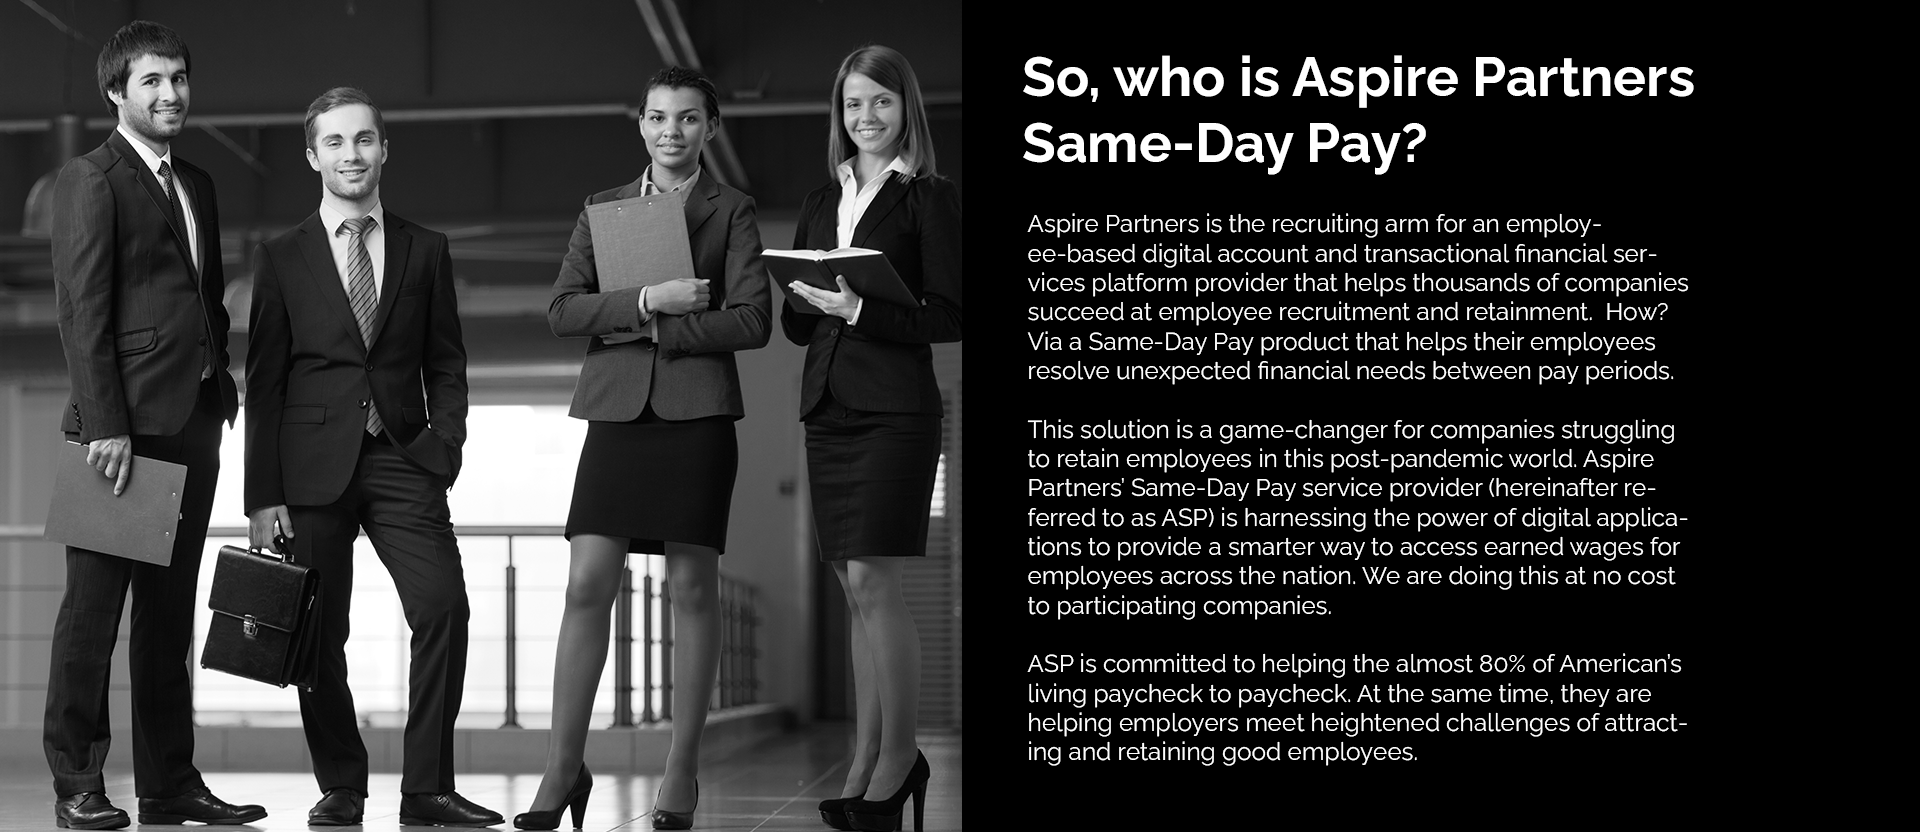 So, who is Aspire Partners
Same-Day Pay?
Aspire Partners is the recruiting arm for an employ-
ee-based digital account and transactional financial ser-
vices platform provider that helps thousands of companies
succeed at employee recruitment and retainment.  How?
Via a Same-Day Pay product that helps their employees
resolve unexpected financial needs between pay periods.
This solution is a game-changer for companies struggling
to retain employees in this post-pandemic world. Aspire
Partners' Same-Day Pay service provider (hereinafter re-
ferred to as ASP) is harnessing the power of digital applica-
tions to provide a smarter way to access earned wages for
employees across the nation. We are doing this at no cost
to participating companies.
ASP is committed to helping the almost 80% of American's
living paycheck to paycheck. At the same time, they are
helping employers meet heightened challenges of attract-
ing and retaining good employees.